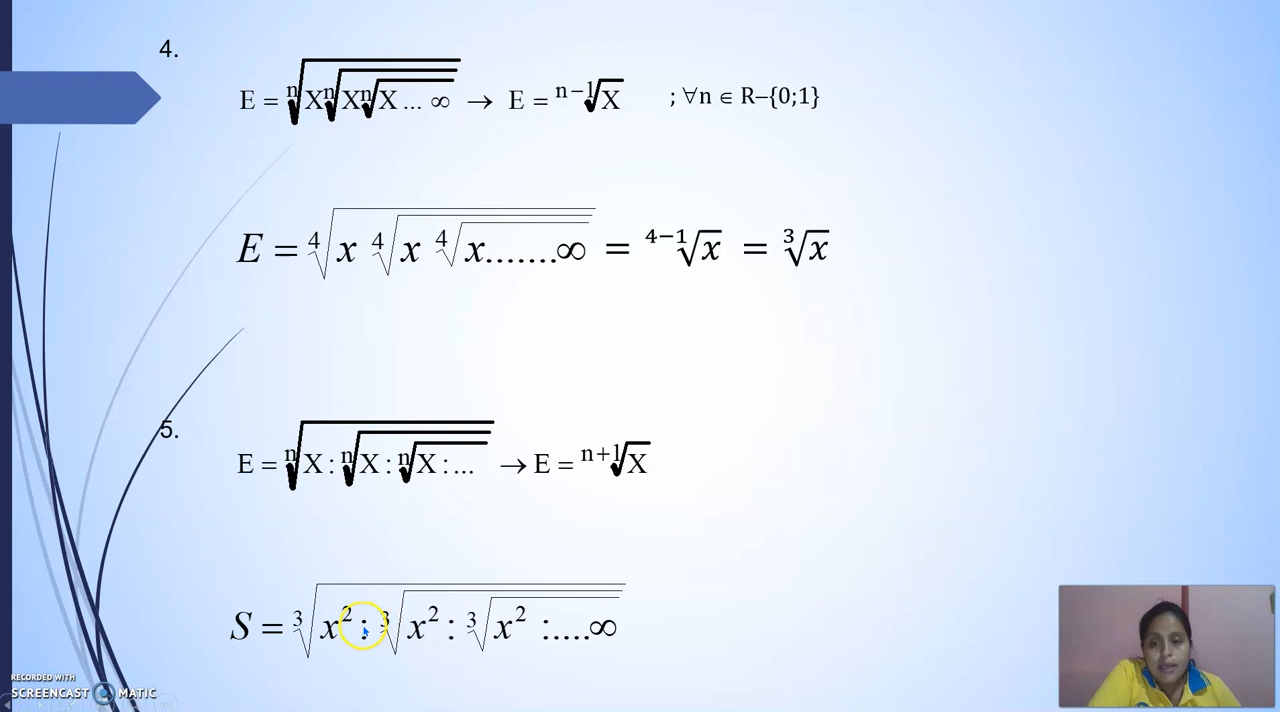 4.
E = ⁿ√(X ⁿ√(X ⁿ√(X ... ∞))) → E = ⁿ⁻¹√X ; ∀n ∈ R–{0;1}
E = ⁴√(x ⁴√(x ⁴√(x.......∞))) = ⁴⁻¹√x = ³√x
5.
E = ⁿ√(X : ⁿ√(X : ⁿ√(X : ...))) → E = ⁿ⁺¹√X
S = ³√(x² : ³√(x² : ³√(x² :....∞)))
RECORDED WITH
SCREENCAST MATIC